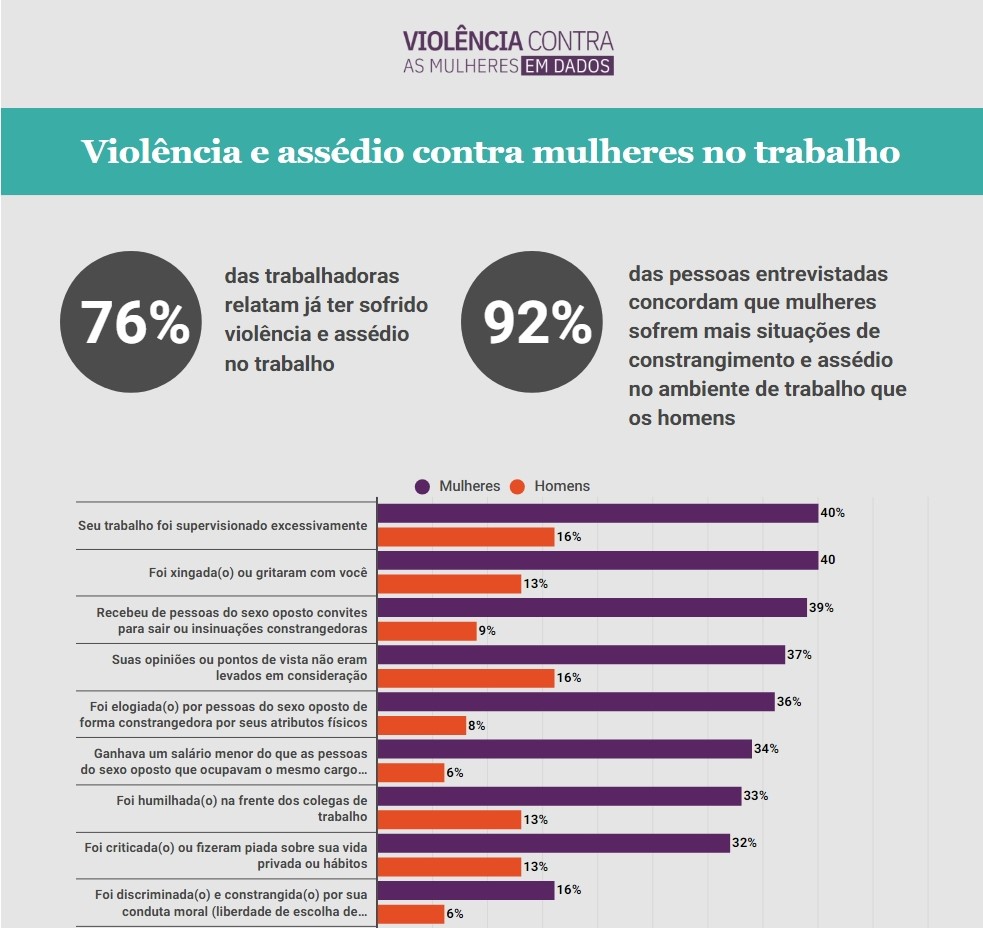 VIOLÊNCIA CONTRA
AS MULHERES EM DADOS
Violência e assédio contra mulheres no trabalho
76%
das trabalhadoras
relatam já ter sofrido
violência e assédio
no trabalho
92%
das pessoas entrevistadas
concordam que mulheres
sofrem mais situações de
constrangimento e assédio
no ambiente de trabalho que
os homens
Mulheres Homens
Seu trabalho foi supervisionado excessivamente
40%
16%
Foi xingada(o) ou gritaram com você
40
13%
Recebeu de pessoas do sexo oposto convites
para sair ou insinuações constrangedoras
39%
9%
Suas opiniões ou pontos de vista não eram
levados em consideração
37%
16%
Foi elogiada(o) por pessoas do sexo oposto de
forma constrangedora por seus atributos físicos
36%
8%
Ganhava um salário menor do que as pessoas
do sexo oposto que ocupavam o mesmo cargo...
34%
6%
Foi humilhada(o) na frente dos colegas de
trabalho
33%
13%
Foi criticada(o) ou fizeram piada sobre sua vida
privada ou hábitos
32%
13%
Foi discriminada(o) e constrangida(o) por sua
conduta moral (liberdade de escolha de...
16%
6%